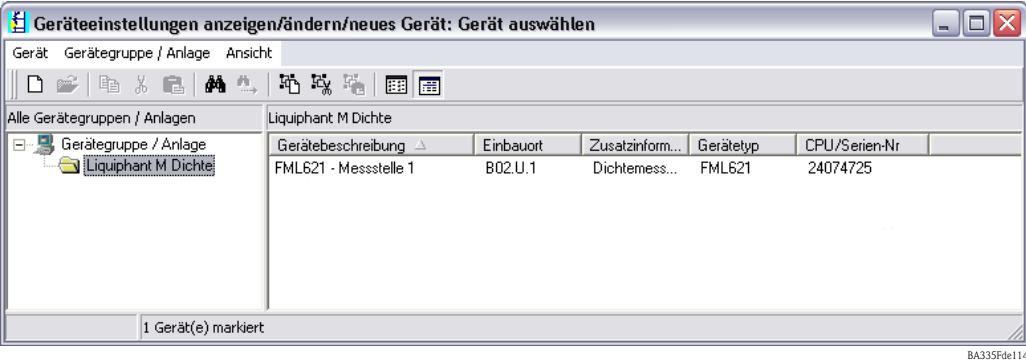 Geräteeinstellungen anzeigen/ändern/neues Gerät: Gerät auswählen
Gerät Gerätegruppe / Anlage Ansicht
Alle Gerätegruppen / Anlagen
Liquiphant M Dichte
Gerätegruppe / Anlage
Liquiphant M Dichte
Gerätebeschreibung Einbauort Zusatzinform... Gerätetyp CPU/Serien-Nr
FML621 - Messstelle 1 B02.U.1 Dichtemess... FML621 24074725
1 Gerät(e) markiert
BA335Fde114